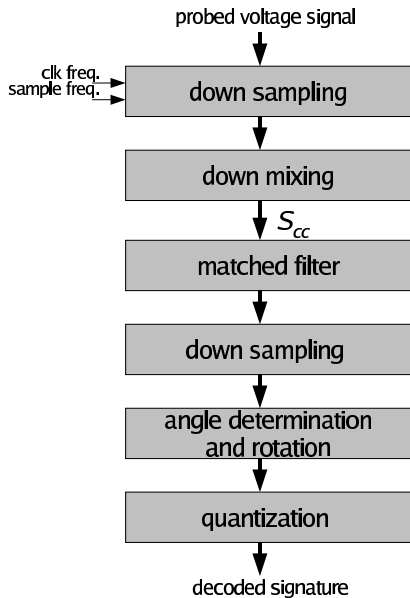 probed voltage signal
clk freq.
sample freq.
down sampling
down mixing
S_cc
matched filter
down sampling
angle determination
and rotation
quantization
decoded signature